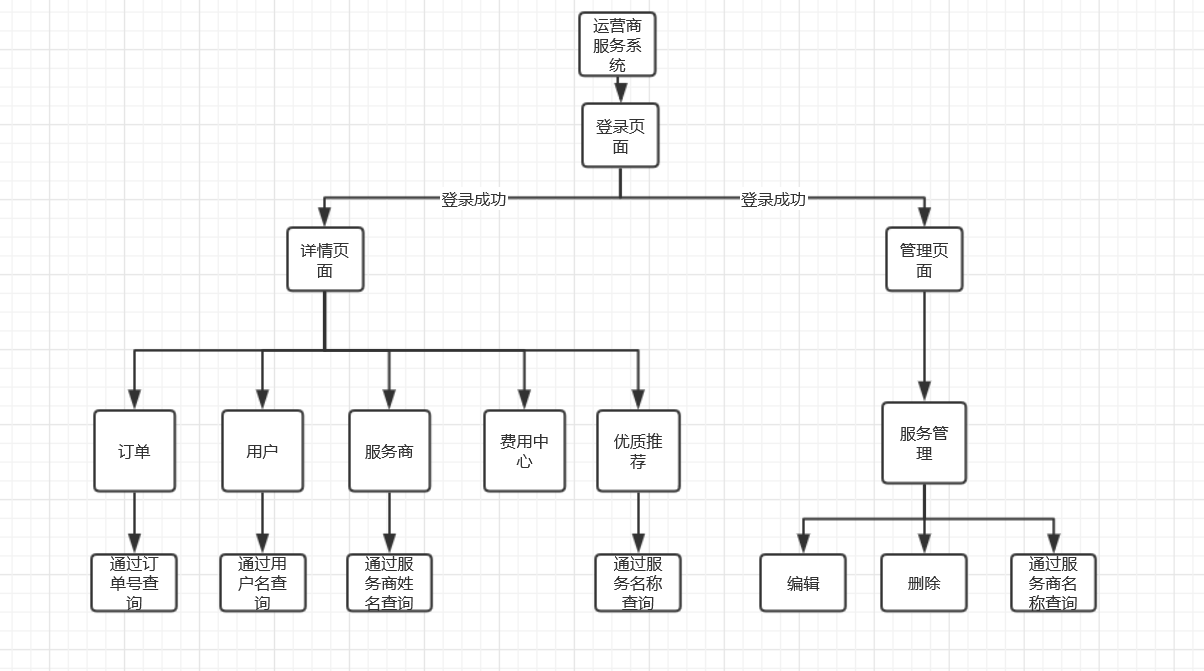 运营商
服务系
统
登录页
面
登录成功
登录成功
详情页
面
管理页
面
订单
用户
服务商
费用中
心
优质推
荐
服务管
理
通过订
单号查
询
通过用
户名查
询
通过服
务商姓
名查询
通过服
务名称
查询
编辑
删除
通过服
务商名
称查询